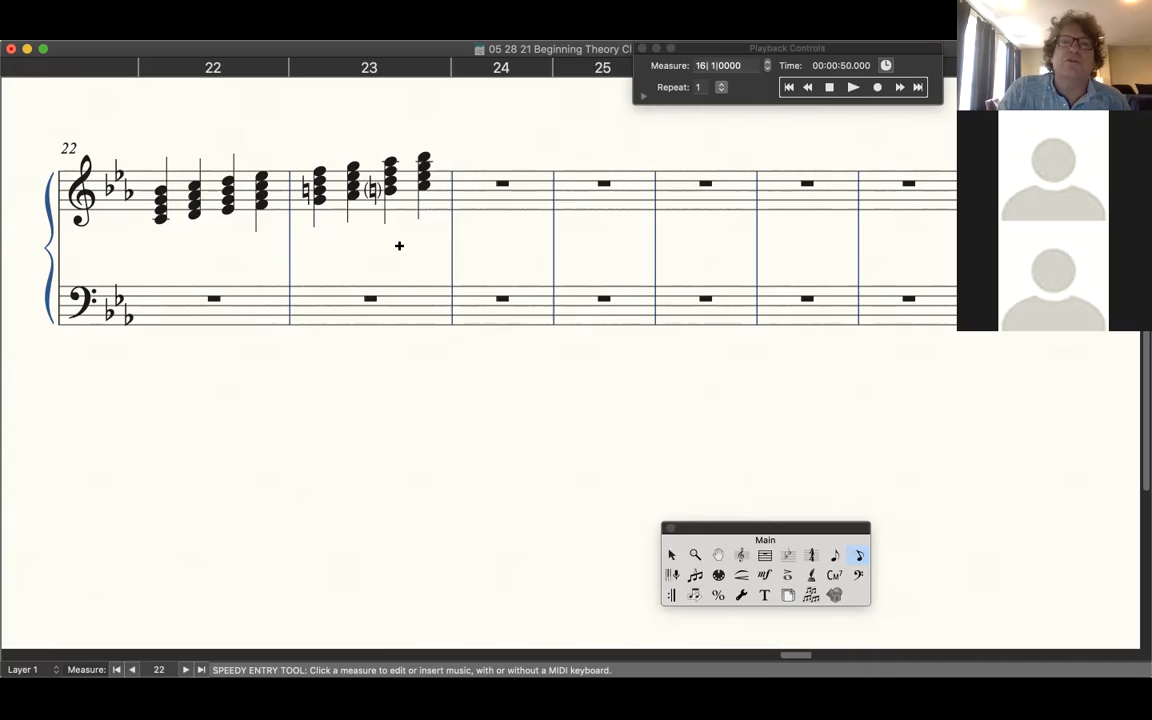 05 28 21 Beginning Theory Cl
Playback Controls
Measure: 16| 1|0000 Time: 00:00:50.000
Repeat: 1
22 23 24 25
22
Main
mf
CM7
%
T
Layer 1 Measure: 22 SPEEDY ENTRY TOOL: Click a measure to edit or insert music, with or without a MIDI keyboard.